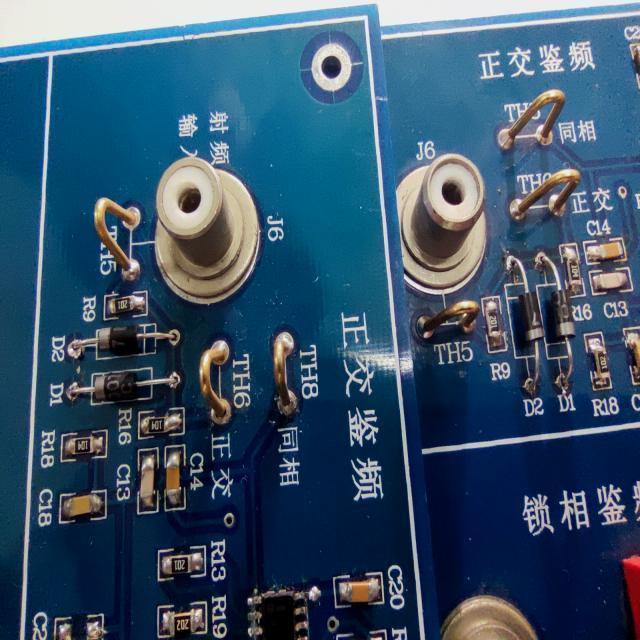 射频
输入
J6
TH5
R9
D2
D1
R16
R18
C13
C14
C18
TH6
正交
TH8
同相
正交鉴频
R13
R19
C20
正交鉴频
同相
J6
正交
C14
C13
R16
TH5
R9
D2
D1
R18
锁相鉴频